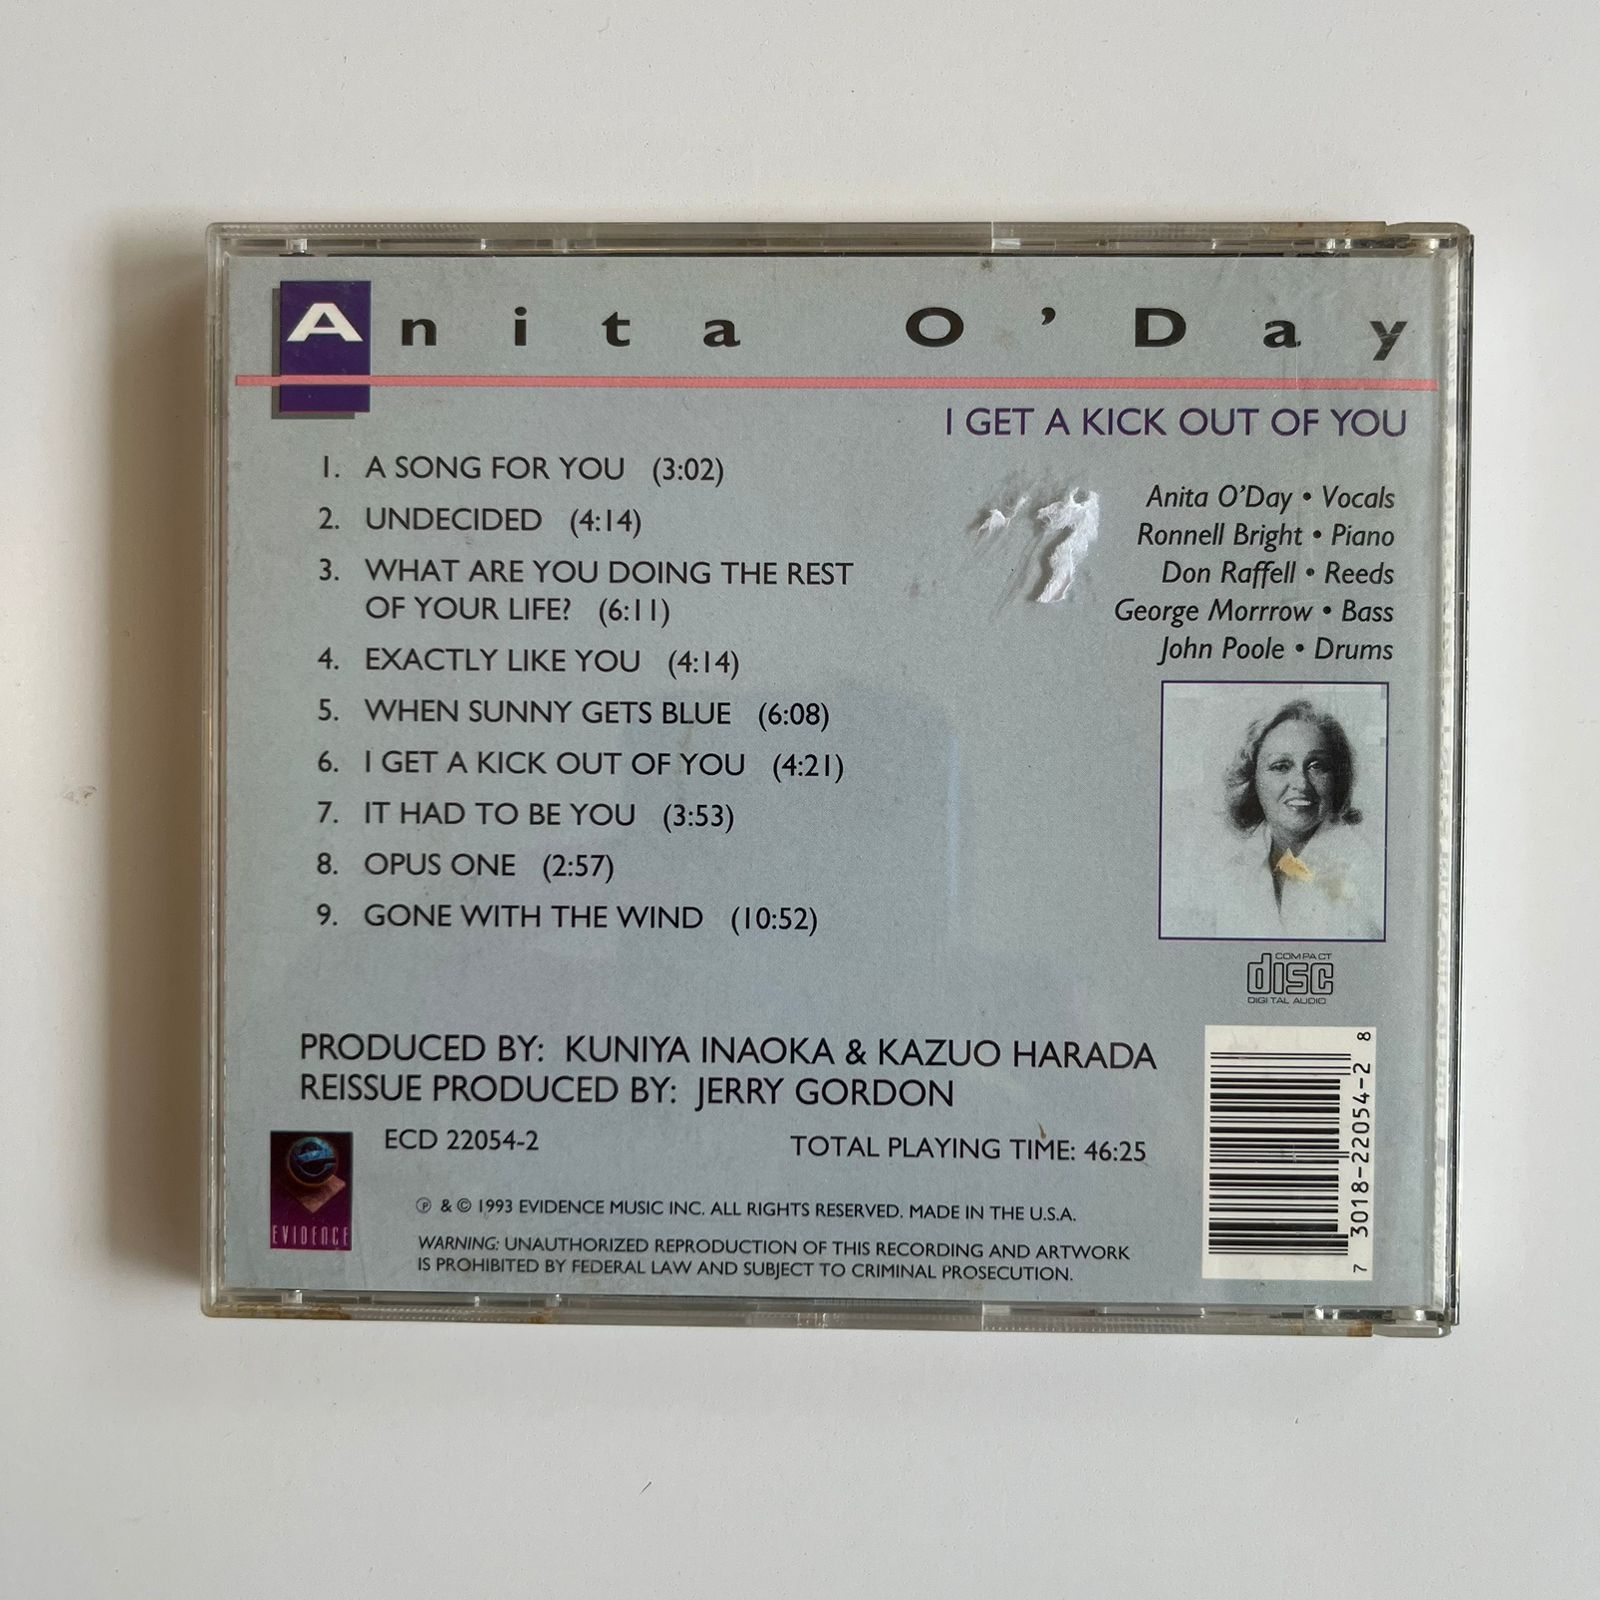 Anita O'Day
I GET A KICK OUT OF YOU
1. A SONG FOR YOU (3:02)
2. UNDECIDED (4:14)
3. WHAT ARE YOU DOING THE REST
OF YOUR LIFE? (6:11)
4. EXACTLY LIKE YOU (4:14)
5. WHEN SUNNY GETS BLUE (6:08)
6. I GET A KICK OUT OF YOU (4:21)
7. IT HAD TO BE YOU (3:53)
8. OPUS ONE (2:57)
9. GONE WITH THE WIND (10:52)
Anita O'Day • Vocals
Ronnell Bright • Piano
Don Raffell • Reeds
George Morrrow • Bass
John Poole • Drums
COMPACT
disc
DIGITAL AUDIO
PRODUCED BY: KUNIYA INAOKA & KAZUO HARADA
REISSUE PRODUCED BY: JERRY GORDON
ECD 22054-2
TOTAL PLAYING TIME: 46:25
e
EVIDENCE
℗ & © 1993 EVIDENCE MUSIC INC. ALL RIGHTS RESERVED. MADE IN THE U.S.A.
WARNING: UNAUTHORIZED REPRODUCTION OF THIS RECORDING AND ARTWORK
IS PROHIBITED BY FEDERAL LAW AND SUBJECT TO CRIMINAL PROSECUTION.
7 3018-22054-2 8